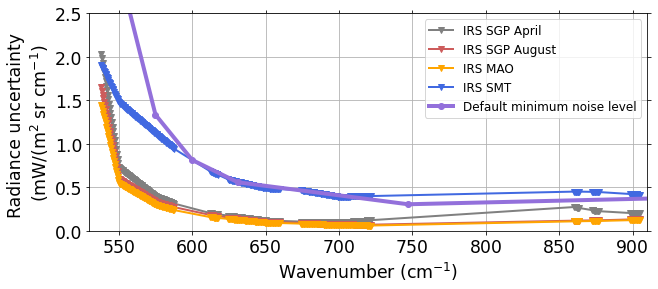 2.5
2.0
1.5
1.0
0.5
0.0
Radiance uncertainty
(mW/(m² sr cm⁻¹)
IRS SGP April
IRS SGP August
IRS MAO
IRS SMT
Default minimum noise level
550 600 650 700 750 800 850 900
Wavenumber (cm⁻¹)